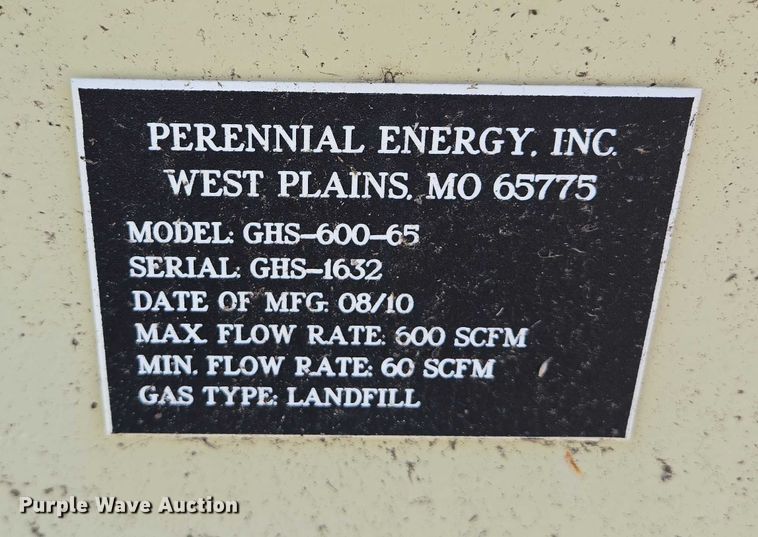 PERENNIAL ENERGY, INC.
WEST PLAINS, MO 65775
MODEL: GHS-600-65
SERIAL: GHS-1632
DATE OF MFG: 08/10
MAX. FLOW RATE: 600 SCFM
MIN. FLOW RATE: 60 SCFM
GAS TYPE: LANDFILL
Purple Wave Auction